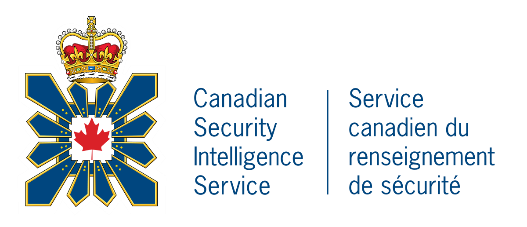 Canadian
Security
Intelligence
Service
Service
canadien du
renseignement
de sécurité